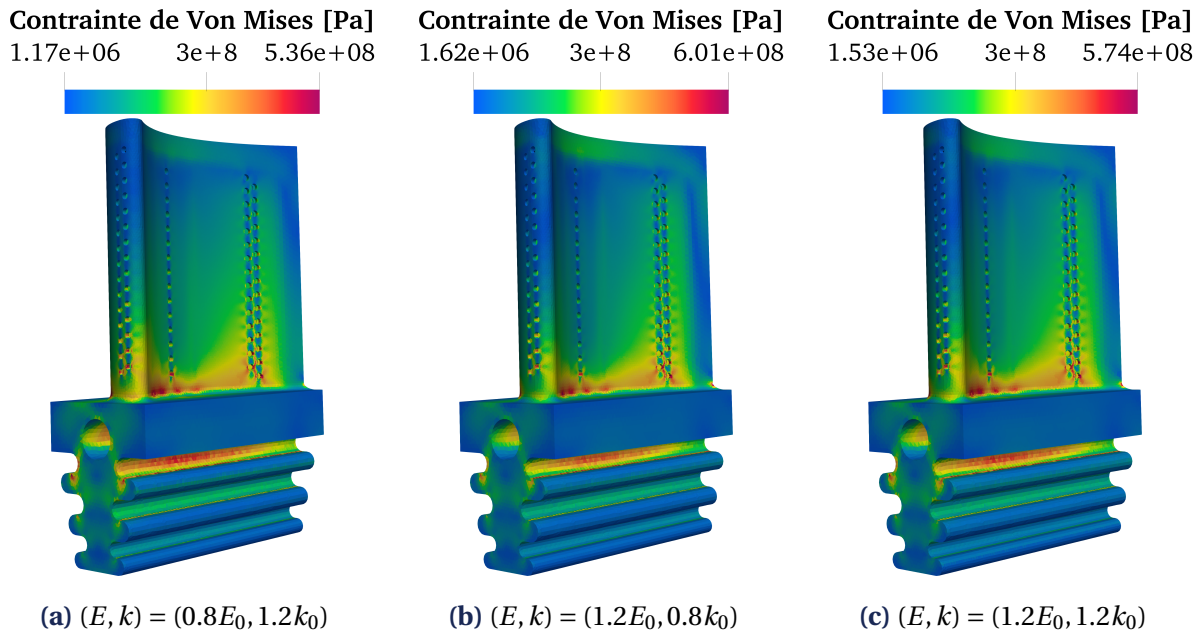 Contrainte de Von Mises [Pa]
1.17e+06 3e+8 5.36e+08
Contrainte de Von Mises [Pa]
1.62e+06 3e+8 6.01e+08
Contrainte de Von Mises [Pa]
1.53e+06 3e+8 5.74e+08
(a) (E, k) = (0.8E₀, 1.2k₀)
(b) (E, k) = (1.2E₀, 0.8k₀)
(c) (E, k) = (1.2E₀, 1.2k₀)